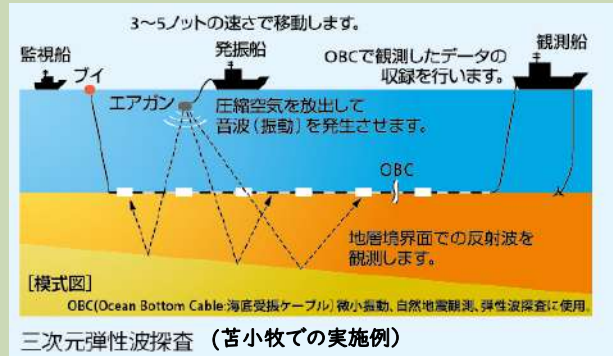 3〜5ノットの速さで移動します。
監視船
ブイ
発振船
OBCで観測したデータの
収録を行います。
観測船
エアガン
圧縮空気を放出して
音波（振動）を発生させます。
OBC
地層境界面での反射波を
観測します。
［模式図］
OBC(Ocean Bottom Cable:海底受振ケーブル)微小振動、自然地震観測、弾性波探査に使用。
三次元弾性波探査 (苫小牧での実施例)